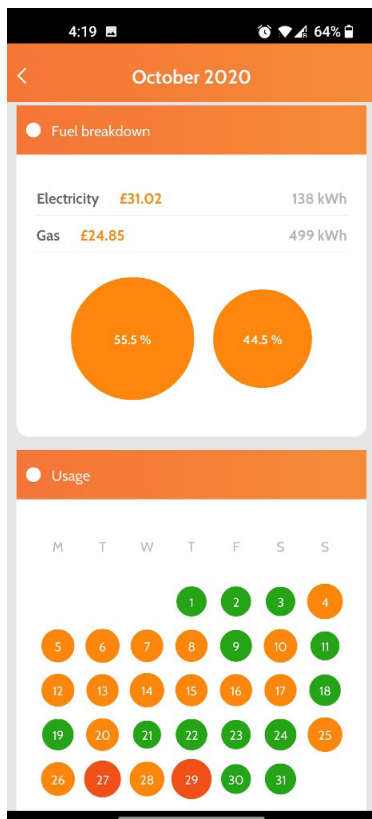 4:19 64%
October 2020
Fuel breakdown
Electricity £31.02 138 kWh
Gas £24.85 499 kWh
55.5 % 44.5 %
Usage
M T W T F S S
1 2 3 4
5 6 7 8 9 10 11
12 13 14 15 16 17 18
19 20 21 22 23 24 25
26 27 28 29 30 31